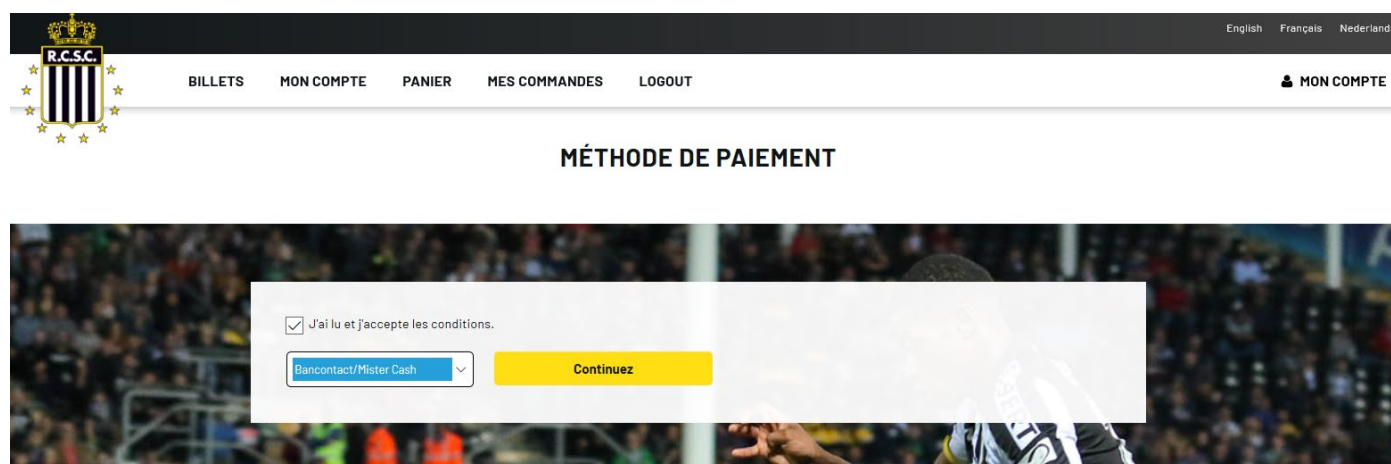 English Français Nederlands
R.C.S.C.
BILLETS MON COMPTE PANIER MES COMMANDES LOGOUT MON COMPTE
MÉTHODE DE PAIEMENT
J'ai lu et j'accepte les conditions.
Bancontact/Mister Cash Continuez